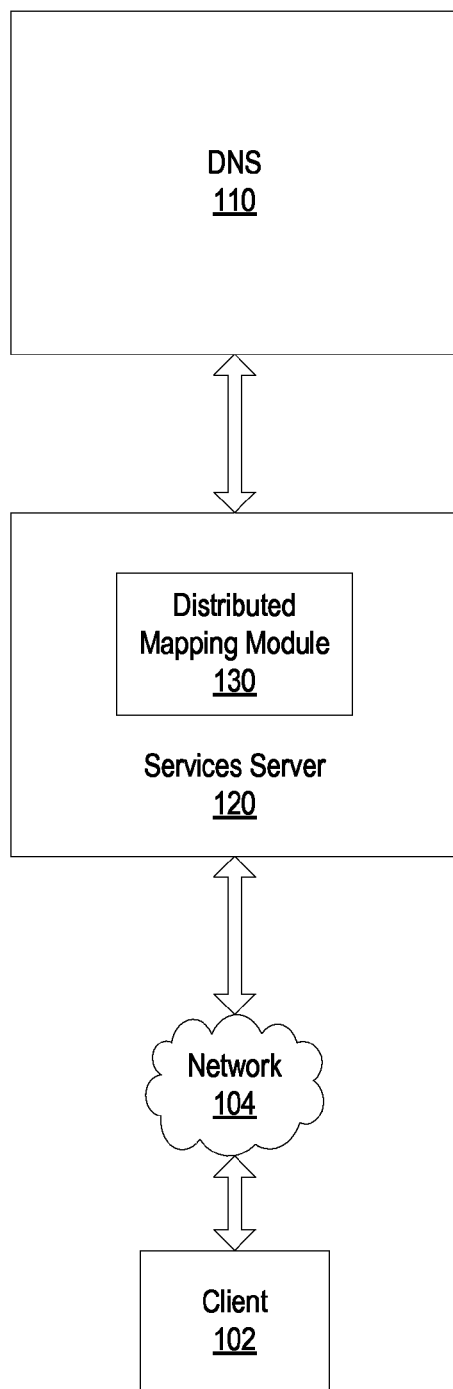 DNS
110
Distributed
Mapping Module
130
Services Server
120
Network
104
Client
102